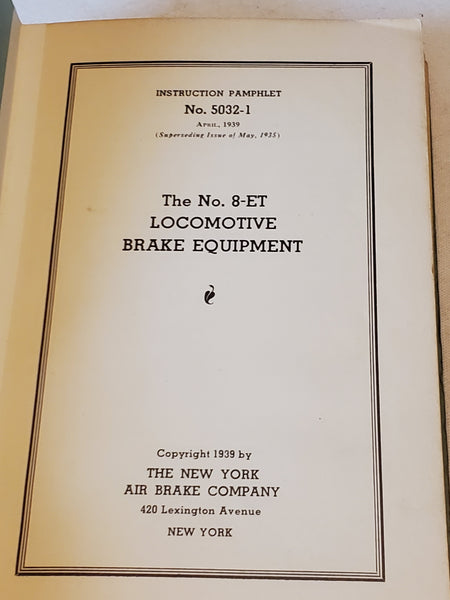 INSTRUCTION PAMPHLET
No. 5032-1
APRIL, 1939
(Superseding Issue of May, 1935)
The No. 8-ET
LOCOMOTIVE
BRAKE EQUIPMENT
Copyright 1939 by
THE NEW YORK
AIR BRAKE COMPANY
420 Lexington Avenue
NEW YORK